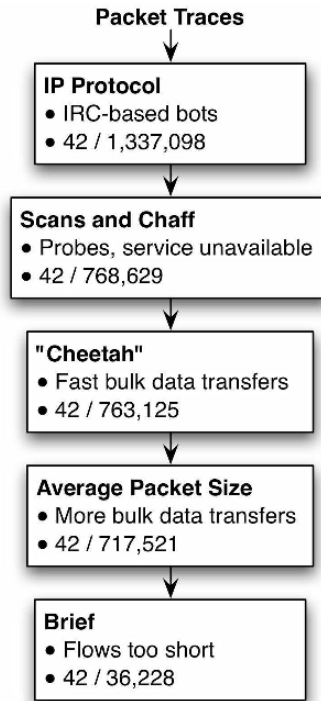 Packet Traces
IP Protocol
● IRC-based bots
● 42 / 1,337,098
Scans and Chaff
● Probes, service unavailable
● 42 / 768,629
"Cheetah"
● Fast bulk data transfers
● 42 / 763,125
Average Packet Size
● More bulk data transfers
● 42 / 717,521
Brief
● Flows too short
● 42 / 36,228